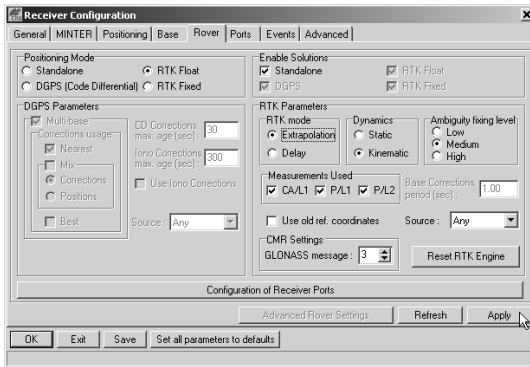 Receiver Configuration
General MINTER Positioning Base Rover Ports Events Advanced
Positioning Mode
Standalone RTK Float
DGPS (Code Differential) RTK Fixed
Enable Solutions
Standalone RTK Float
DGPS RTK Fixed
DGPS Parameters
Multi-base
Corrections usage
Nearest
Mix
Corrections
Positions
Best
CD Corrections
max. age (sec) : 30
Iono Corrections
max. age(sec) : 300
Use Iono Corrections
Source : Any
RTK Parameters
RTK mode
Extrapolation
Delay
Dynamics
Static
Kinematic
Ambiguity fixing level
Low
Medium
High
Measurements Used
CA/L1 P/L1 P/L2
Base Corrections
period (sec) : 1.00
Use old ref. coordinates
Source : Any
CMR Settings
GLONASS message : 3
Reset RTK Engine
Configuration of Receiver Ports
Advanced Rover Settings Refresh Apply
OK Exit Save Set all parameters to defaults